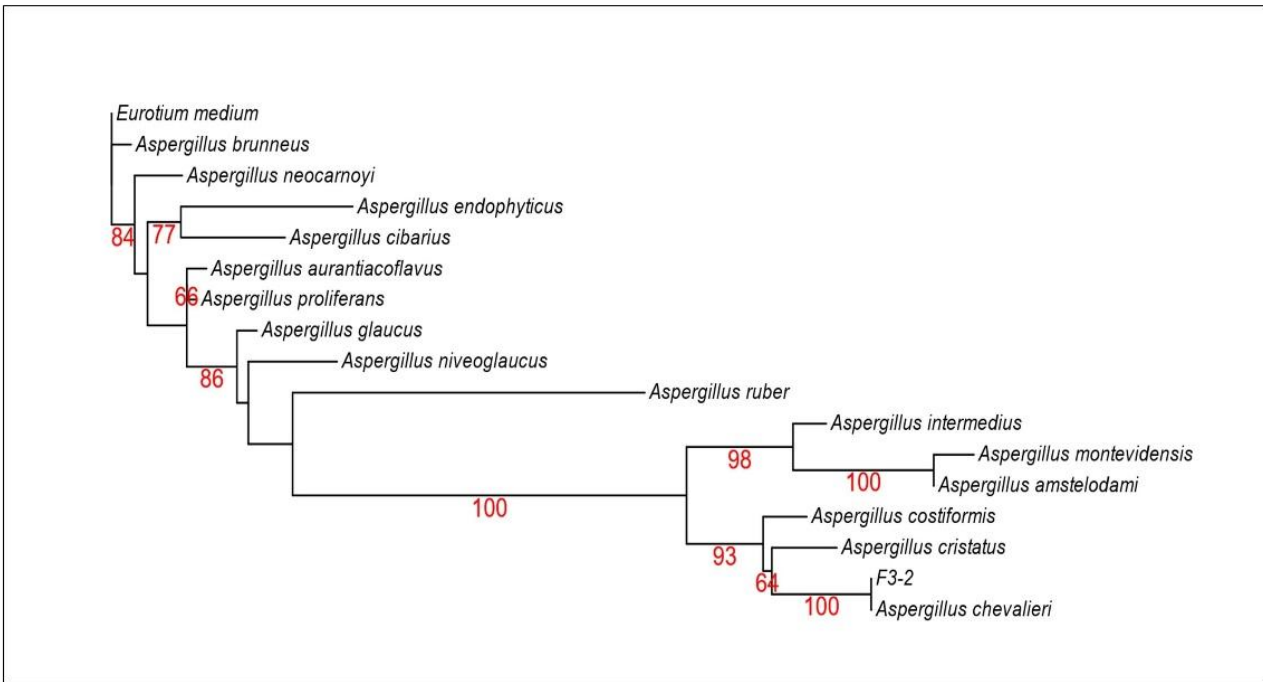 Eurotium medium
Aspergillus brunneus
Aspergillus neocarnoyi
Aspergillus endophyticus
84 77
Aspergillus cibarius
Aspergillus aurantiacoflavus
66 Aspergillus proliferans
Aspergillus glaucus
Aspergillus niveoglaucus
86
Aspergillus ruber
Aspergillus intermedius
98
Aspergillus montevidensis
100
Aspergillus amstelodami
100
Aspergillus costiformis
Aspergillus cristatus
93
64
F3-2
100
Aspergillus chevalieri